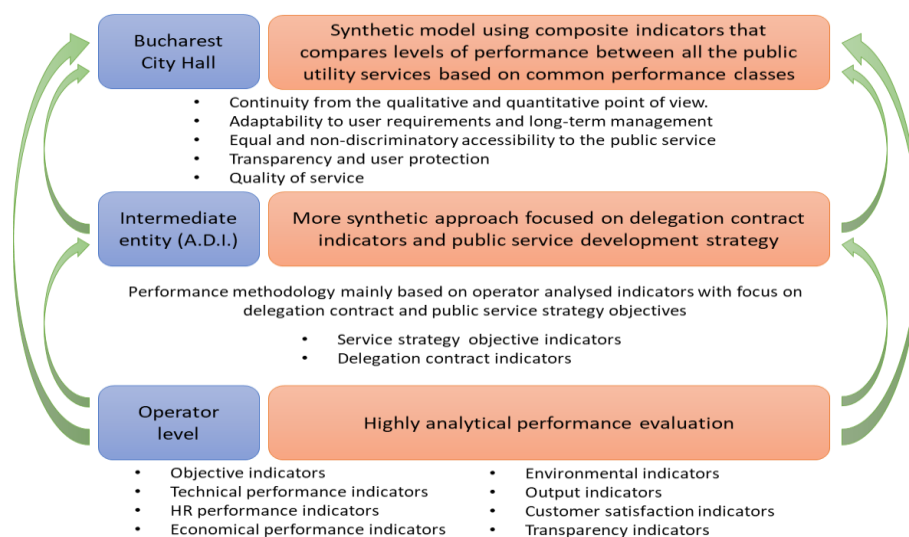 Bucharest
City Hall
Synthetic model using composite indicators that
compares levels of performance between all the public
utility services based on common performance classes
• Continuity from the qualitative and quantitative point of view.
• Adaptability to user requirements and long-term management
• Equal and non-discriminatory accessibility to the public service
• Transparency and user protection
• Quality of service
Intermediate
entity (A.D.I.)
More synthetic approach focused on delegation contract
indicators and public service development strategy
Performance methodology mainly based on operator analysed indicators with focus on
delegation contract and public service strategy objectives
• Service strategy objective indicators
• Delegation contract indicators
Operator
level
Highly analytical performance evaluation
• Objective indicators
• Technical performance indicators
• HR performance indicators
• Economical performance indicators
• Environmental indicators
• Output indicators
• Customer satisfaction indicators
• Transparency indicators